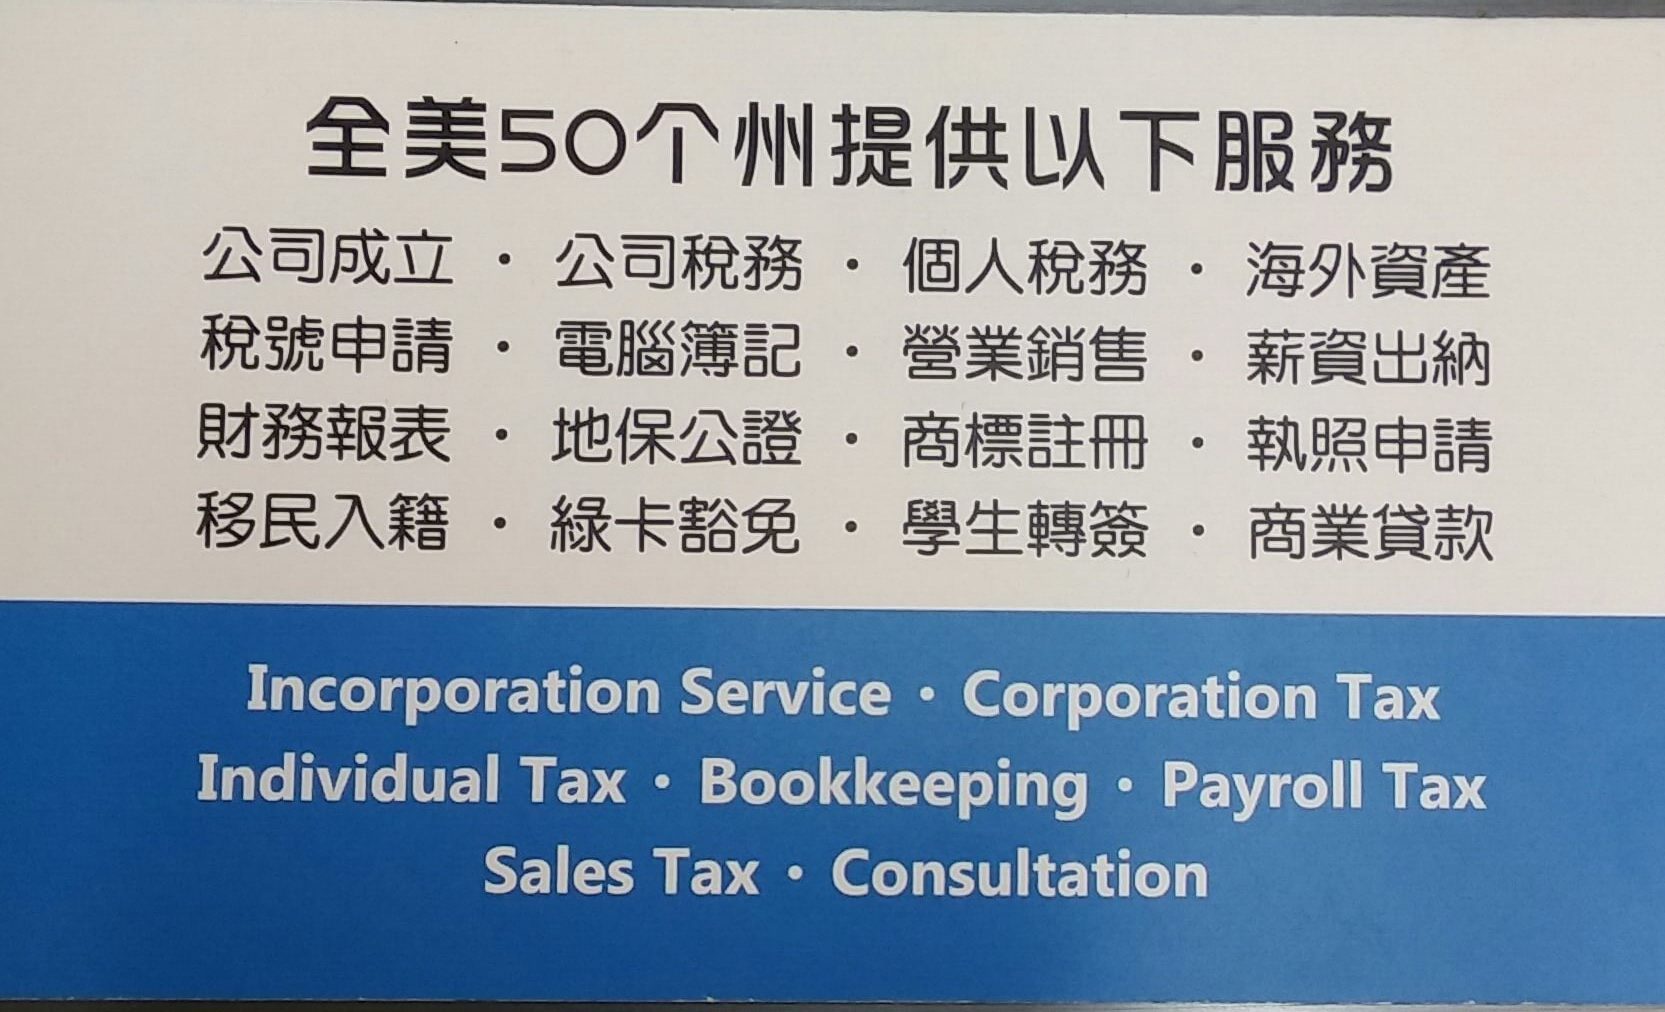 全美50个州提供以下服務
公司成立 · 公司稅務 · 個人稅務 · 海外資產
稅號申請 · 電腦簿記 · 營業銷售 · 薪資出納
財務報表 · 地保公證 · 商標註冊 · 執照申請
移民入籍 · 綠卡豁免 · 學生轉簽 · 商業貸款
Incorporation Service · Corporation Tax
Individual Tax · Bookkeeping · Payroll Tax
Sales Tax · Consultation